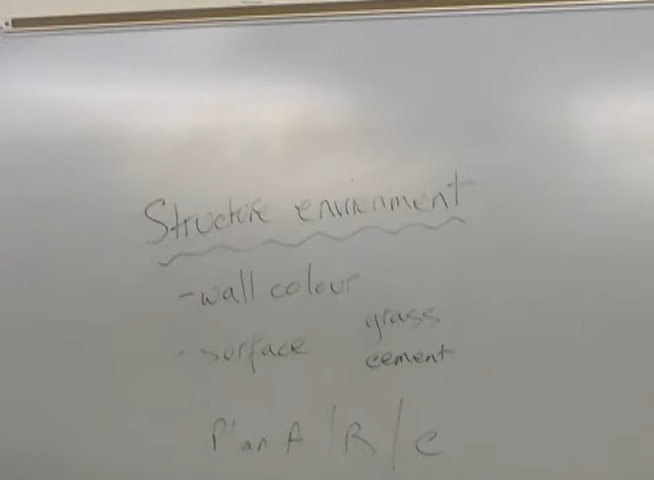 Structure environment
- wall colour
- surface grass
cement
Plan A / B / C